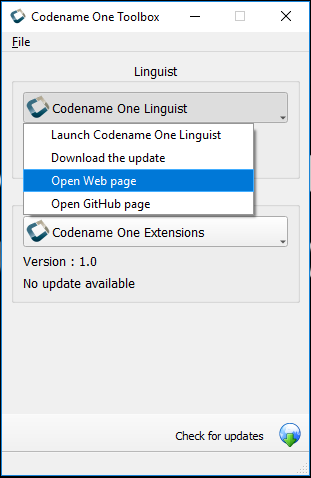 Codename One Toolbox
File
Linguist
Codename One Linguist
Launch Codename One Linguist
Download the update
Open Web page
Open GitHub page
Codename One Extensions
Version : 1.0
No update available
Check for updates